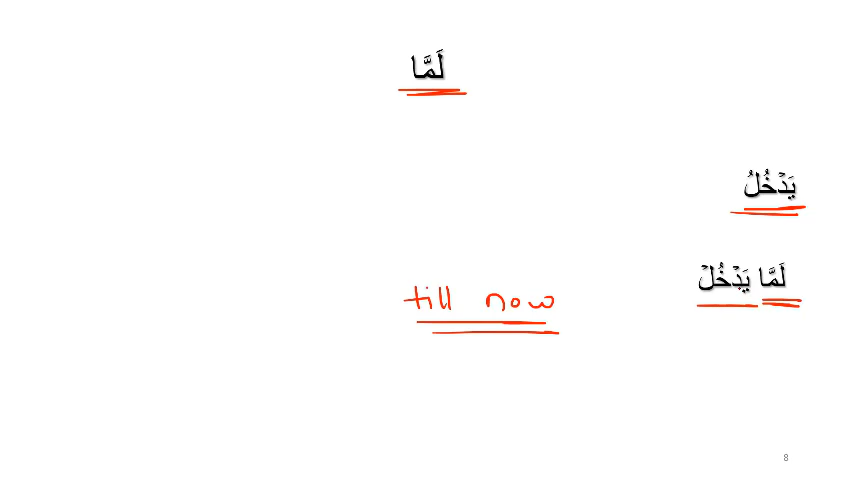 لَمَّا
يَدْخُلُ
لَمَّا يَدْخُلْ
till now
8